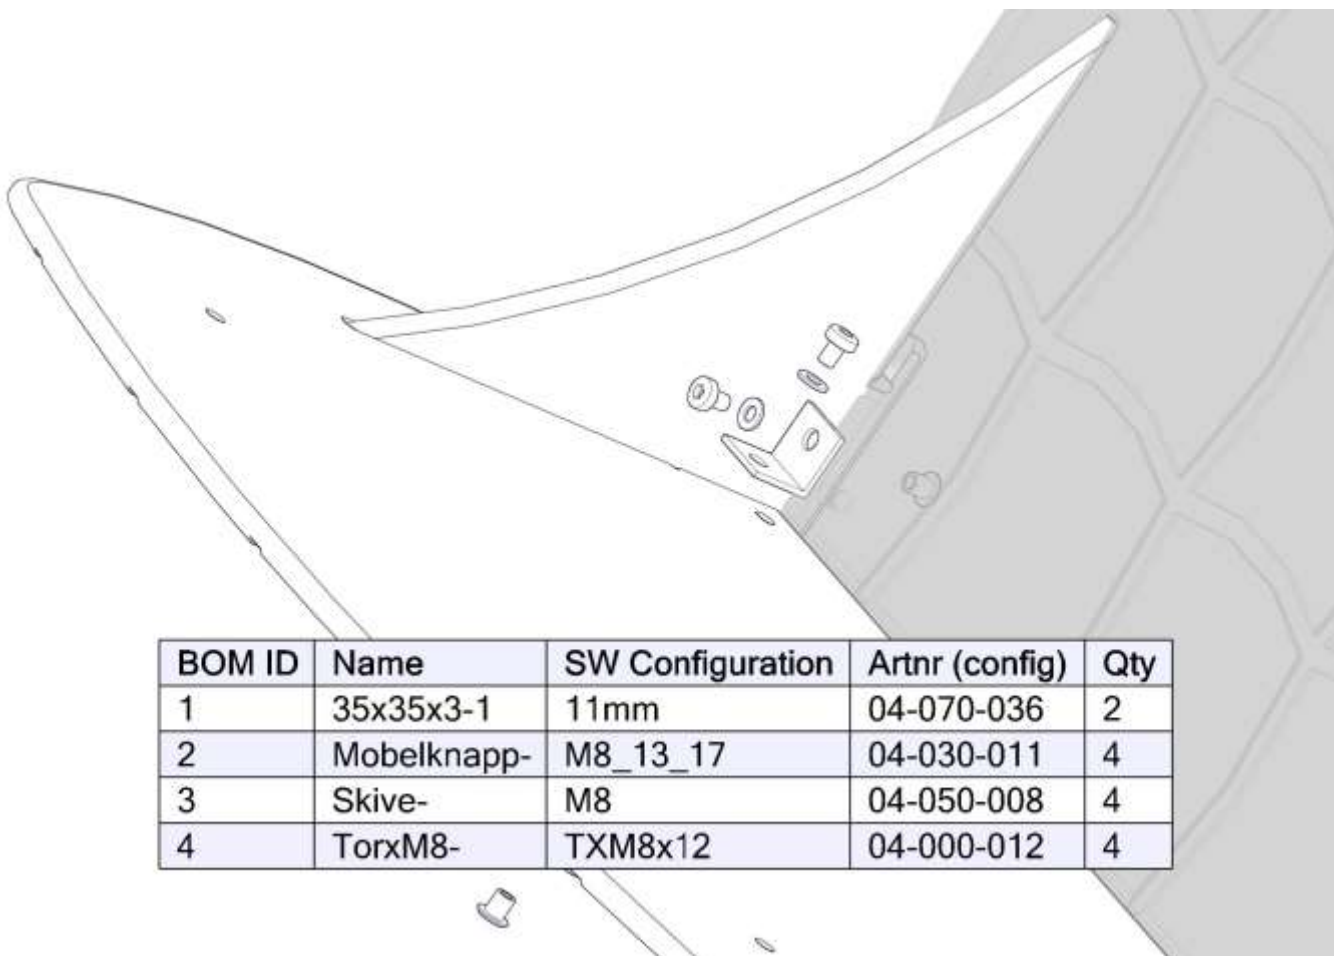 BOM ID Name SW Configuration Artnr (config) Qty
1 35x35x3-1 11mm 04-070-036 2
2 Mobelknapp- M8_13_17 04-030-011 4
3 Skive- M8 04-050-008 4
4 TorxM8- TXM8x12 04-000-012 4